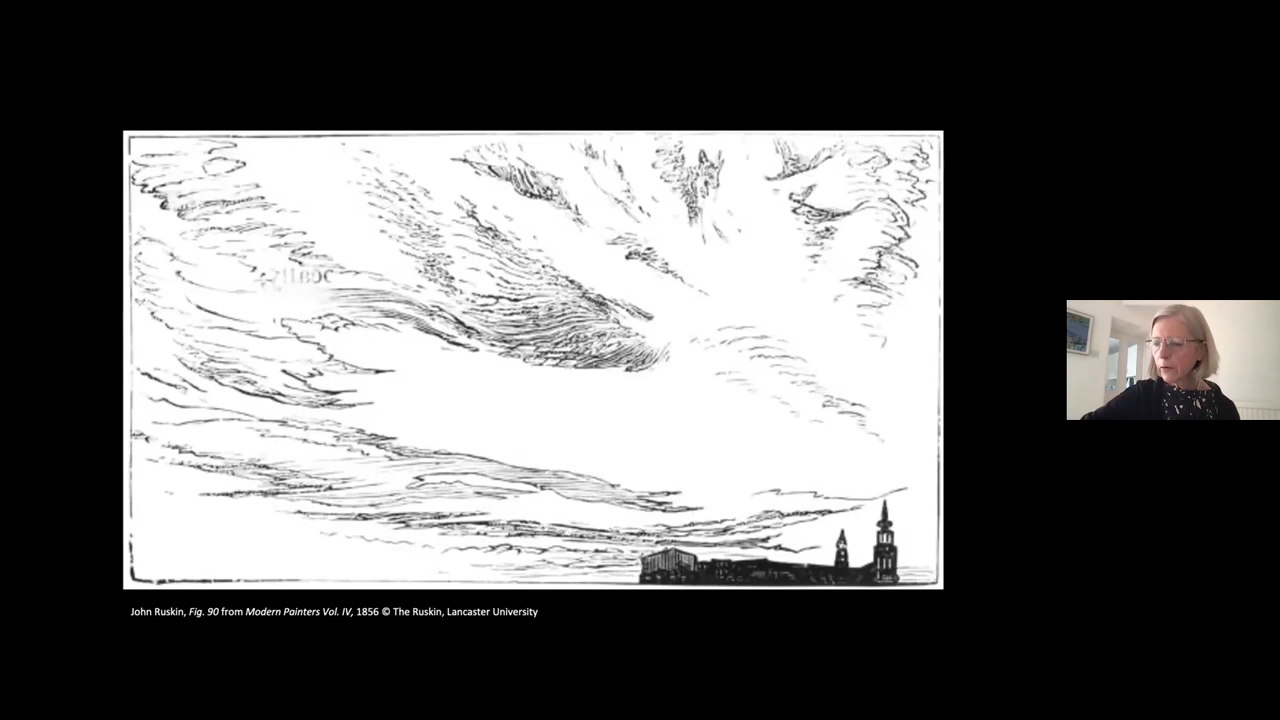 John Ruskin, Fig. 90 from Modern Painters Vol. IV, 1856 © The Ruskin, Lancaster University